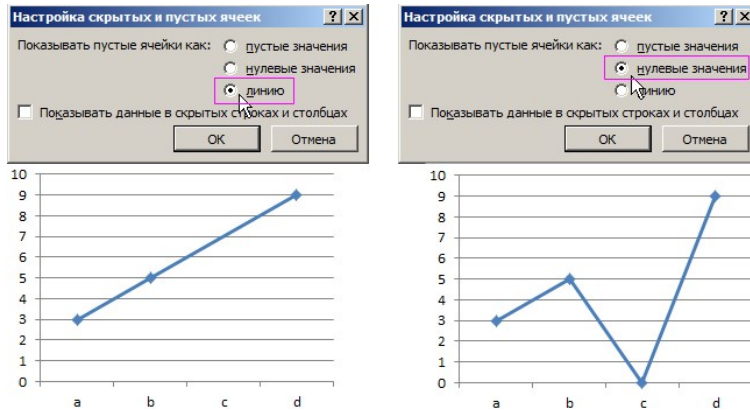 Настройка скрытых и пустых ячеек
Показывать пустые ячейки как:
пустые значения
нулевые значения
линию
Показывать данные в скрытых строках и столбцах
ОК
Отмена
10
9
8
7
6
5
4
3
2
1
0
a
b
c
d
Настройка скрытых и пустых ячеек
Показывать пустые ячейки как:
пустые значения
нулевые значения
линию
Показывать данные в скрытых строках и столбцах
ОК
Отмена
10
9
8
7
6
5
4
3
2
1
0
a
b
c
d